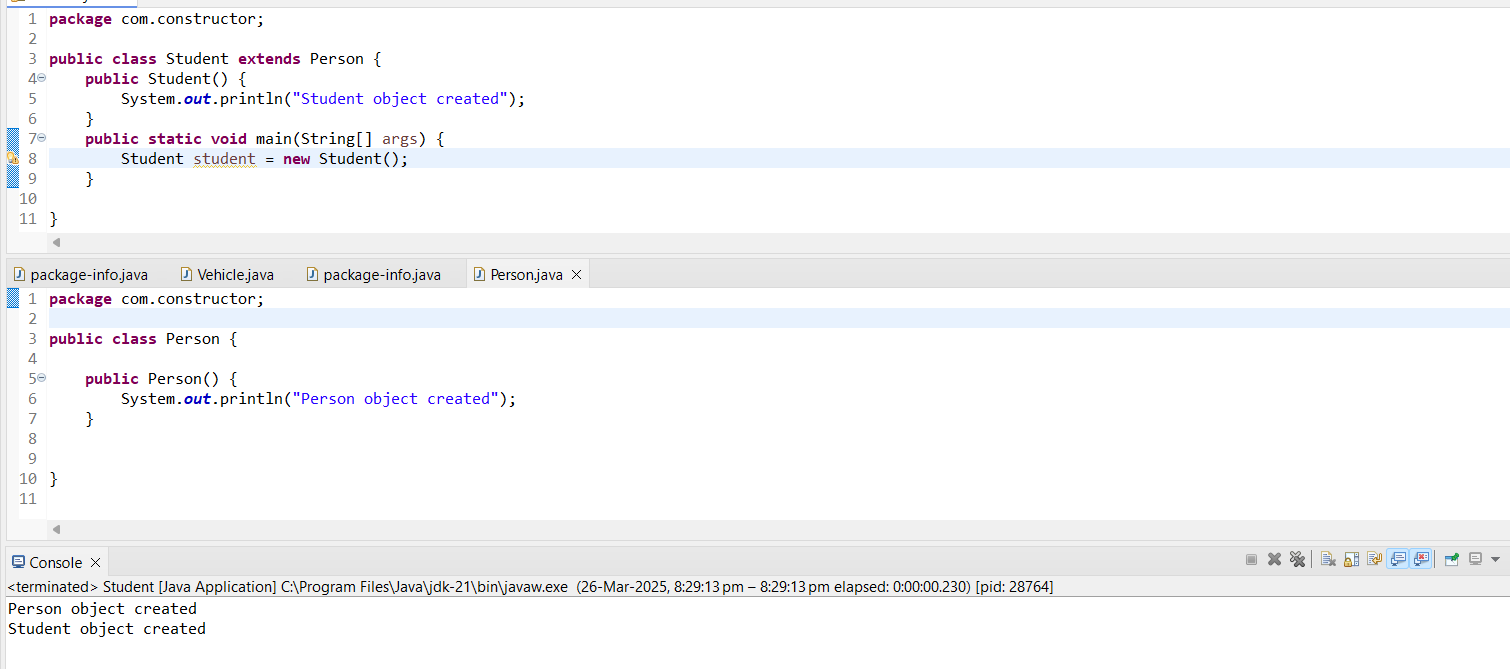 1 package com.constructor;
2
3 public class Student extends Person {
4     public Student() {
5         System.out.println("Student object created");
6     }
7     public static void main(String[] args) {
8         Student student = new Student();
9     }
10
11 }
package-info.java Vehicle.java package-info.java Person.java
1 package com.constructor;
2
3 public class Person {
4
5     public Person() {
6         System.out.println("Person object created");
7     }
8
9
10 }
11
Console
<terminated> Student [Java Application] C:\Program Files\Java\jdk-21\bin\javaw.exe (26-Mar-2025, 8:29:13 pm – 8:29:13 pm elapsed: 0:00:00.230) [pid: 28764]
Person object created
Student object created